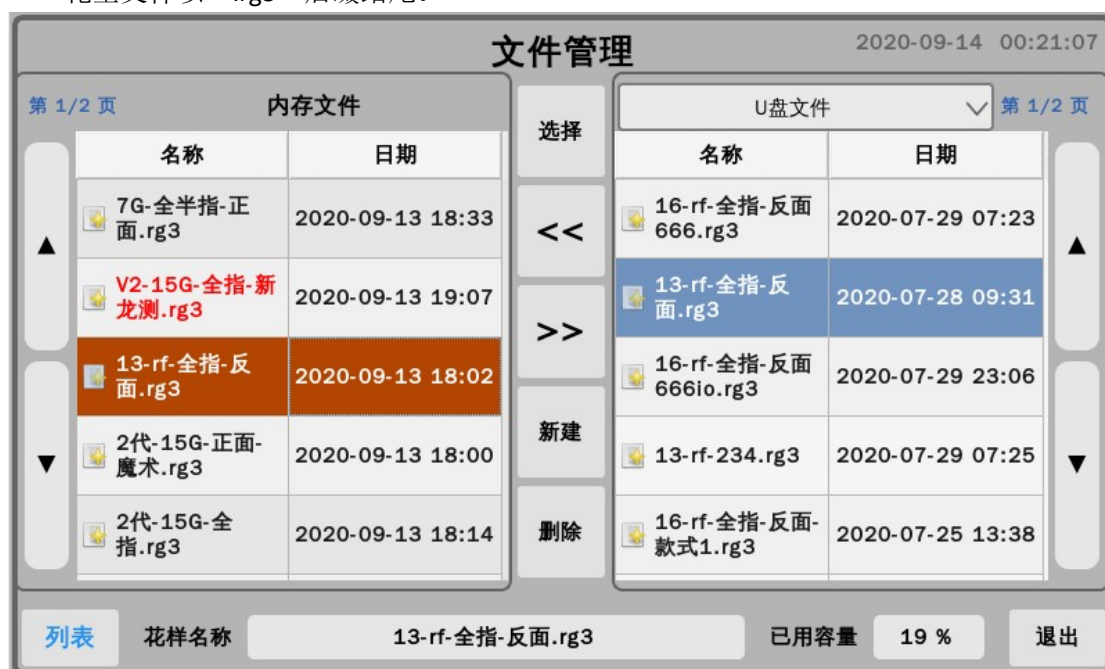 文件管理
2020-09-14 00:21:07
第 1/2 页
内存文件
名称
日期
7G-全半指-正
面.rg3
2020-09-13 18:33
V2-15G-全指-新
龙测.rg3
2020-09-13 19:07
13-rf-全指-反
面.rg3
2020-09-13 18:02
2代-15G-正面-
魔术.rg3
2020-09-13 18:00
2代-15G-全
指.rg3
2020-09-13 18:14
选择
<<
>>
新建
删除
U盘文件
第 1/2 页
名称
日期
16-rf-全指-反面
666.rg3
2020-07-29 07:23
13-rf-全指-反
面.rg3
2020-07-28 09:31
16-rf-全指-反面
666io.rg3
2020-07-29 23:06
13-rf-234.rg3
2020-07-29 07:25
16-rf-全指-反面-
款式1.rg3
2020-07-25 13:38
列表
花样名称
13-rf-全指-反面.rg3
已用容量
19 %
退出